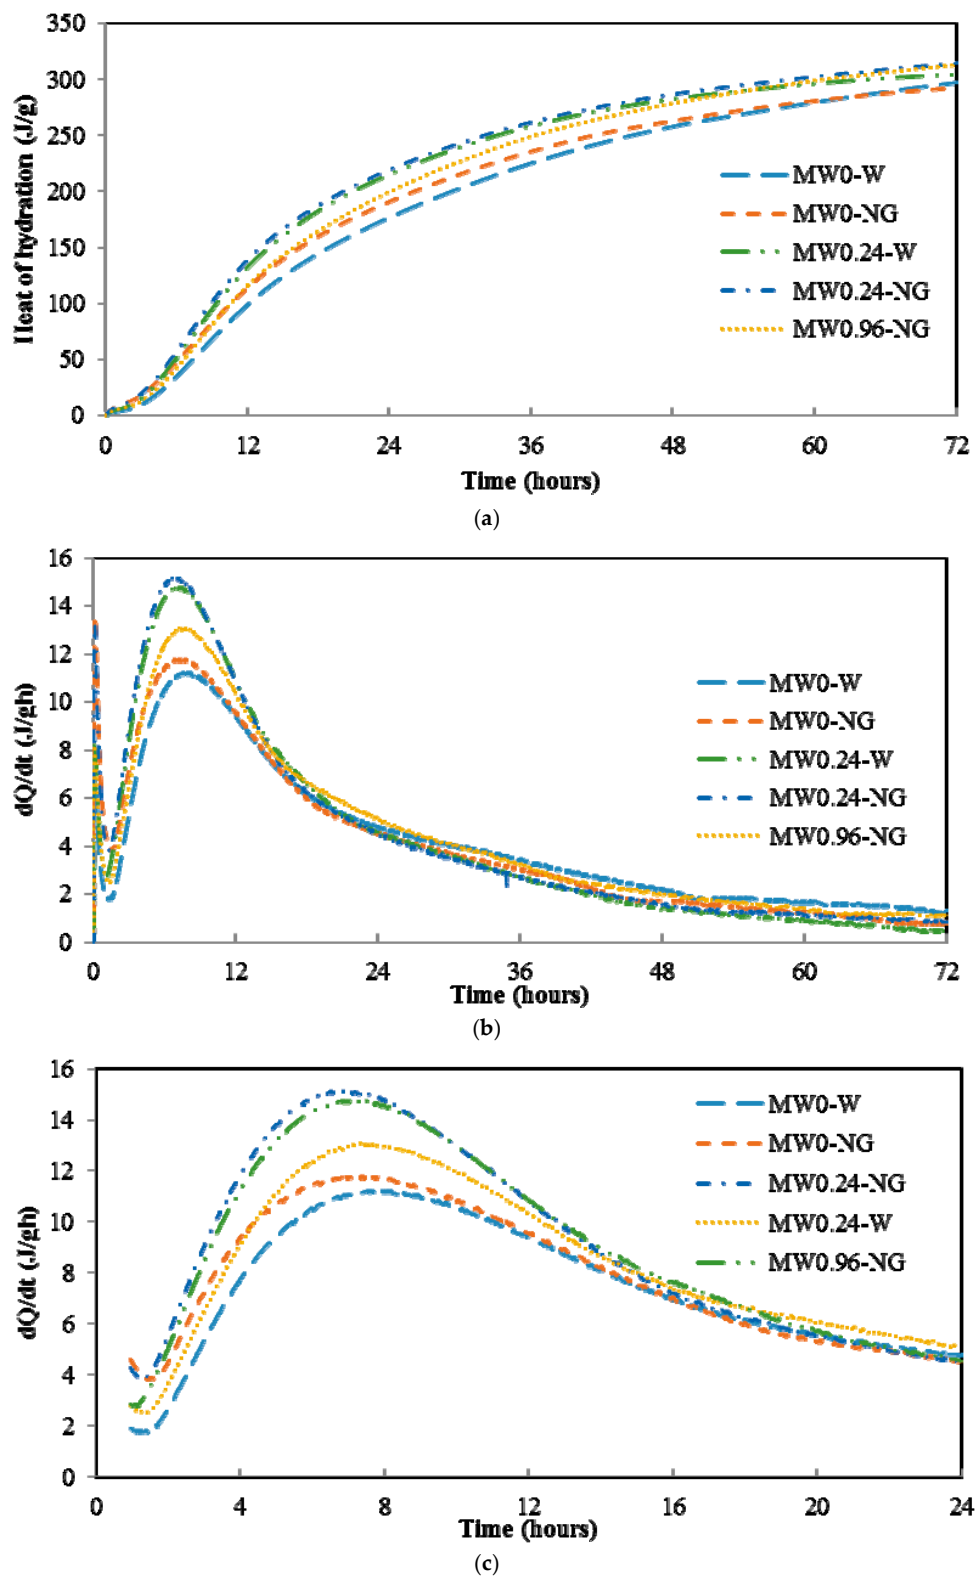 350
300
250
200
150
100
50
0
Heat of hydration (J/g)
MW0-W
MW0-NG
MW0.24-W
MW0.24-NG
MW0.96-NG
0 12 24 36 48 60 72
Time (hours)
(a)
16
14
12
10
8
6
4
2
0
dQ/dt (J/gh)
MW0-W
MW0-NG
MW0.24-W
MW0.24-NG
MW0.96-NG
0 12 24 36 48 60 72
Time (hours)
(b)
16
14
12
10
8
6
4
2
0
dQ/dt (J/gh)
MW0-W
MW0-NG
MW0.24-NG
MW0.24-W
MW0.96-NG
0 4 8 12 16 20 24
Time (hours)
(c)